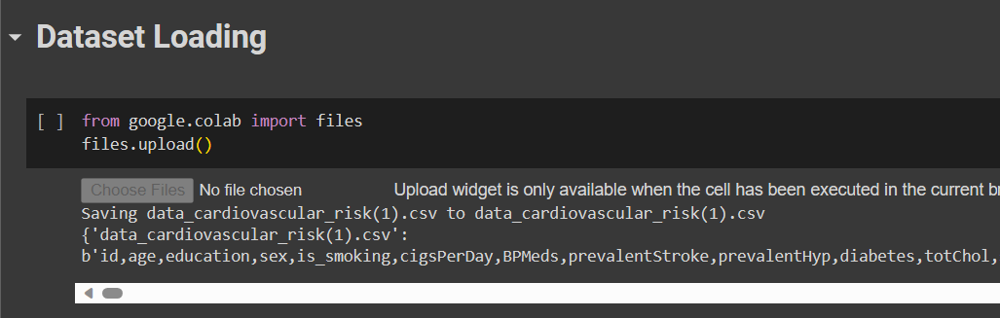 Dataset Loading
[ ] from google.colab import files
files.upload()
Choose Files No file chosen Upload widget is only available when the cell has been executed in the current br
Saving data_cardiovascular_risk(1).csv to data_cardiovascular_risk(1).csv
{'data_cardiovascular_risk(1).csv':
b'id,age,education,sex,is_smoking,cigsPerDay,BPMeds,prevalentStroke,prevalentHyp,diabetes,totChol,